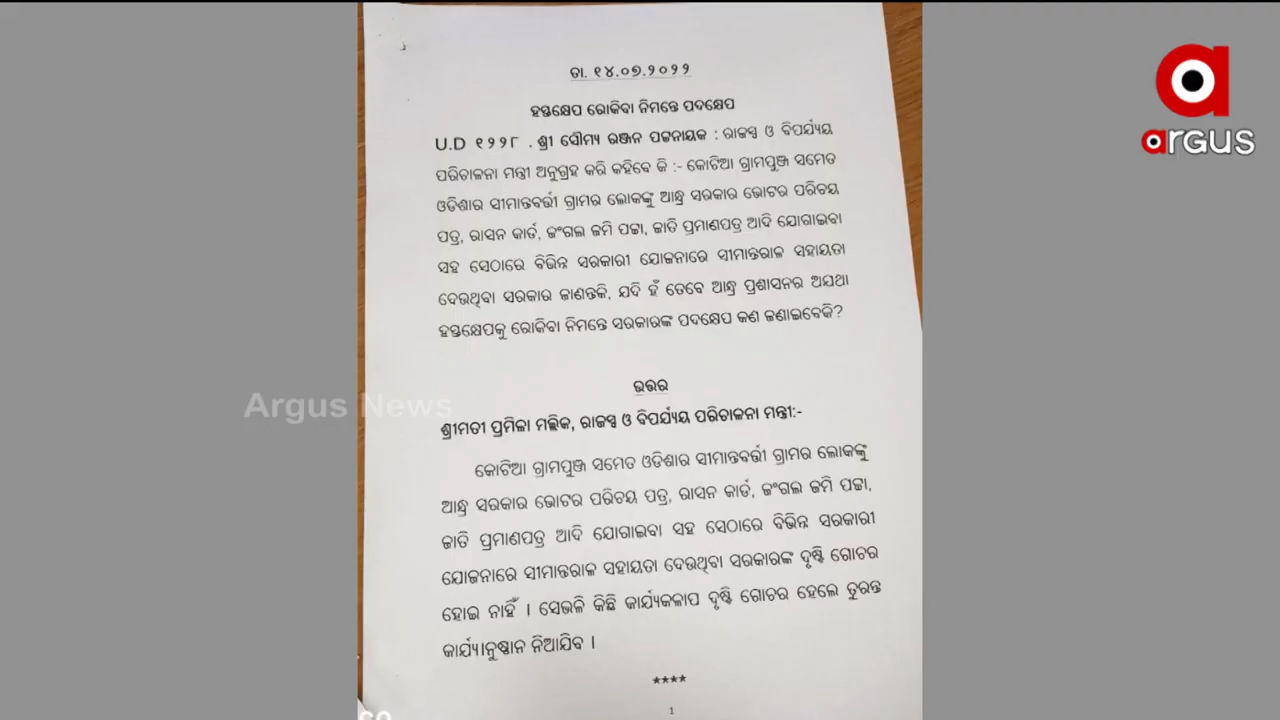 argus
ତା. ୧୪.୦୭.୨୦୨୨
ହସ୍ତକ୍ଷେପ ରୋକିବା ନିମନ୍ତେ ପଦକ୍ଷେପ
U.D ୧୨୨୮ . ଶ୍ରୀ ସୌମ୍ୟ ରଞ୍ଜନ ପଟ୍ଟନାୟକ : ରାଜସ୍ୱ ଓ ବିପର୍ଯ୍ୟୟ
ପରିଚାଳନା ମନ୍ତ୍ରୀ ଅନୁଗ୍ରହ କରି କହିବେ କି :- କୋଟିଆ ଗ୍ରାମପୁଞ୍ଜ ସମେତ
ଓଡିଶାର ସୀମାନ୍ତବର୍ତ୍ତୀ ଗ୍ରାମର ଲୋକଙ୍କୁ ଆନ୍ଧ୍ର ସରକାର ଭୋଟର ପରିଚୟ
ପତ୍ର, ରାସନ କାର୍ଡ, ଜଂଗଲ ଜମି ପଟ୍ଟା, ଜାତି ପ୍ରମାଣପତ୍ର ଆଦି ଯୋଗାଇବା
ସହ ସେଠାରେ ବିଭିନ୍ନ ସରକାରୀ ଯୋଜନାରେ ସୀମାନ୍ତରାଳ ସହାୟତା
ଦେଉଥିବା ସରକାର ଜାଣନ୍ତକି, ଯଦି ହଁ ତେବେ ଆନ୍ଧ୍ର ପ୍ରଶାସନର ଅଯଥା
ହସ୍ତକ୍ଷେପକୁ ରୋକିବା ନିମନ୍ତେ ସରକାରଙ୍କ ପଦକ୍ଷେପ କଣ ଜଣାଇବେକି?
ଉତ୍ତର
Argus News
ଶ୍ରୀମତୀ ପ୍ରମିଳା ମଲ୍ଲିକ, ରାଜସ୍ୱ ଓ ବିପର୍ଯ୍ୟୟ ପରିଚାଳନା ମନ୍ତ୍ରୀ:-
କୋଟିଆ ଗ୍ରାମପୁଞ୍ଜ ସମେତ ଓଡିଶାର ସୀମାନ୍ତବର୍ତ୍ତୀ ଗ୍ରାମର ଲୋକଙ୍କୁ
ଆନ୍ଧ୍ର ସରକାର ଭୋଟର ପରିଚୟ ପତ୍ର, ରାସନ କାର୍ଡ, ଜଂଗଲ ଜମି ପଟ୍ଟା,
ଜାତି ପ୍ରମାଣପତ୍ର ଆଦି ଯୋଗାଇବା ସହ ସେଠାରେ ବିଭିନ୍ନ ସରକାରୀ
ଯୋଜନାରେ ସୀମାନ୍ତରାଳ ସହାୟତା ଦେଉଥିବା ସରକାରଙ୍କ ଦୃଷ୍ଟି ଗୋଚର
ହୋଇ ନାହିଁ । ସେଭଳି କିଛି କାର୍ଯ୍ୟକଳାପ ଦୃଷ୍ଟି ଗୋଚର ହେଲେ ତୁରନ୍ତ
କାର୍ଯ୍ୟାନୁଷ୍ଠାନ ନିଆଯିବ ।
****
1